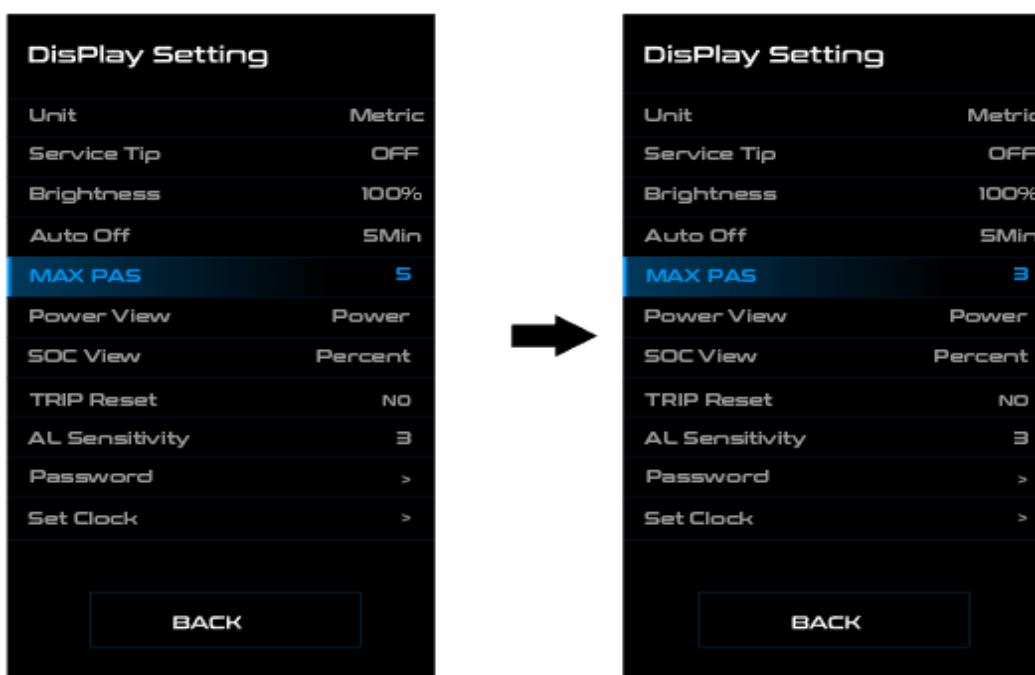 DisPlay Setting
Unit Metric
Service Tip OFF
Brightness 100%
Auto Off 5Min
MAX PAS 5
Power View Power
SOC View Percent
TRIP Reset NO
AL Sensitivity 3
Password >
Set Clock >
BACK
DisPlay Setting
Unit Metric
Service Tip OFF
Brightness 100%
Auto Off 5Min
MAX PAS 3
Power View Power
SOC View Percent
TRIP Reset NO
AL Sensitivity 3
Password >
Set Clock >
BACK